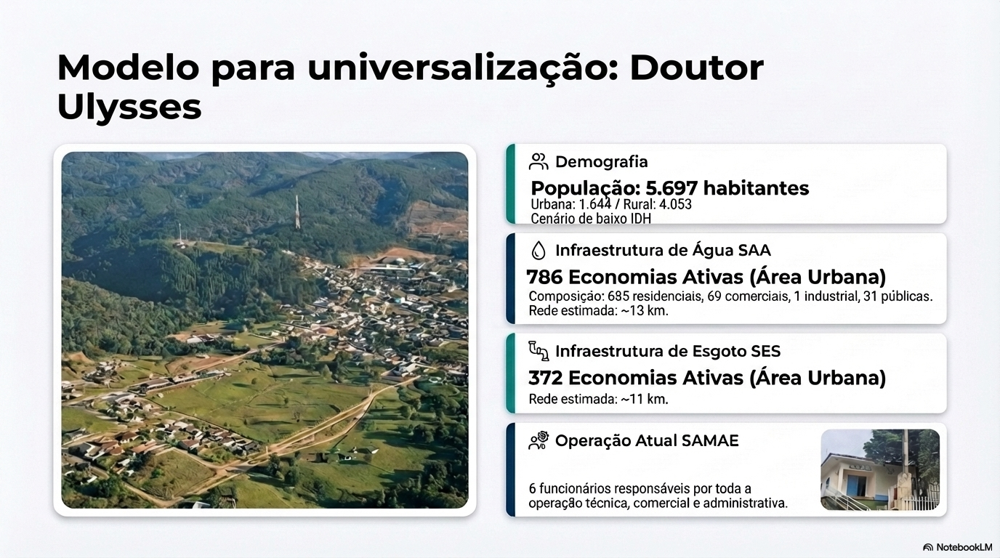 Modelo para universalização: Doutor
Ulysses
Demografia
População: 5.697 habitantes
Urbana: 1.644 / Rural: 4.053
Cenário de baixo IDH
Infraestrutura de Água SAA
786 Economias Ativas (Área Urbana)
Composição: 685 residenciais, 69 comerciais, 1 industrial, 31 públicas.
Rede estimada: ~13 km.
Infraestrutura de Esgoto SES
372 Economias Ativas (Área Urbana)
Rede estimada: ~11 km.
Operação Atual SAMAE
6 funcionários responsáveis por toda a
operação técnica, comercial e administrativa.
NotebookLM